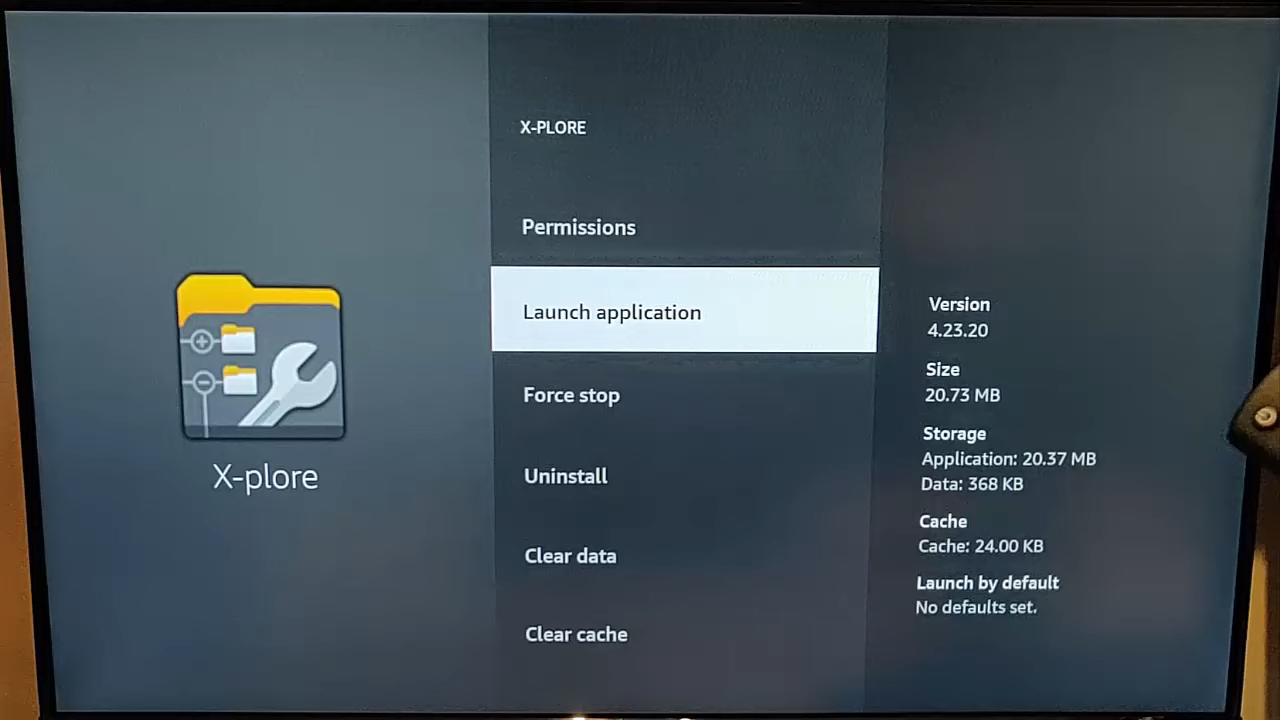 X-PLORE
Permissions
Launch application
Force stop
Uninstall
Clear data
Clear cache
X-plore
Version
4.23.20
Size
20.73 MB
Storage
Application: 20.37 MB
Data: 368 KB
Cache
Cache: 24.00 KB
Launch by default
No defaults set.